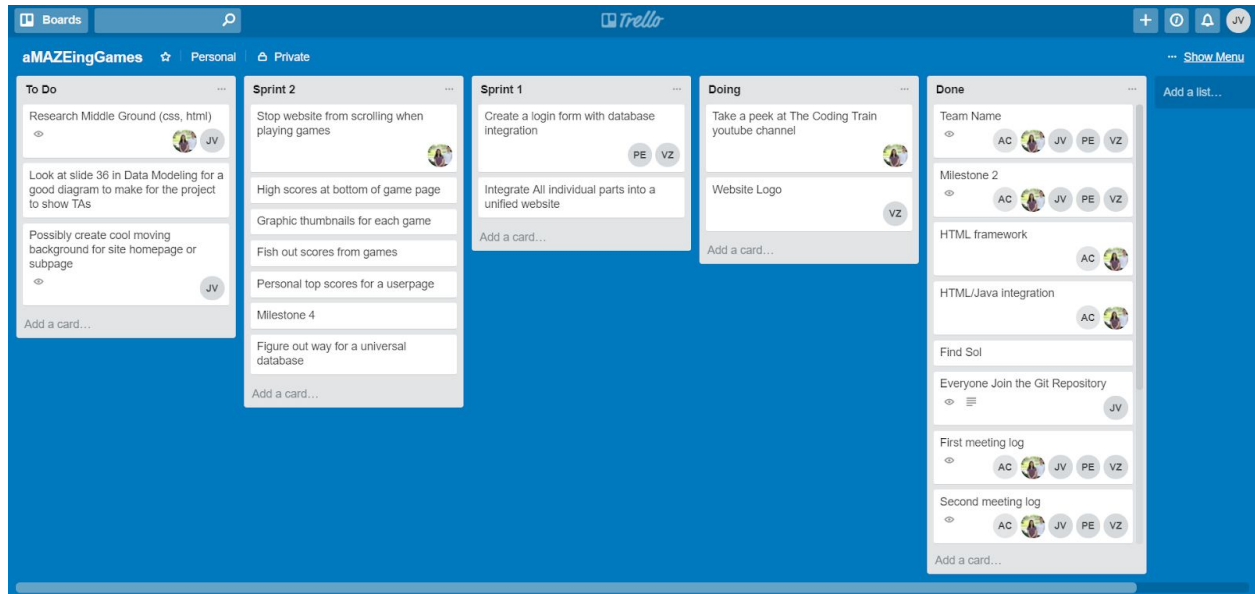 Boards
Trello
JV
aMAZEingGames
Personal
Private
... Show Menu
To Do
...
Research Middle Ground (css, html)
JV
Look at slide 36 in Data Modeling for a
good diagram to make for the project
to show TAs
Possibly create cool moving
background for site homepage or
subpage
JV
Add a card...
Sprint 2
...
Stop website from scrolling when
playing games
High scores at bottom of game page
Graphic thumbnails for each game
Fish out scores from games
Personal top scores for a userpage
Milestone 4
Figure out way for a universal
database
Add a card...
Sprint 1
...
Create a login form with database
integration
PE VZ
Integrate All individual parts into a
unified website
Add a card...
Doing
...
Take a peek at The Coding Train
youtube channel
Website Logo
VZ
Add a card...
Done
...
Team Name
AC JV PE VZ
Milestone 2
AC JV PE VZ
HTML framework
AC
HTML/Java integration
AC
Find Sol
Everyone Join the Git Repository
JV
First meeting log
AC JV PE VZ
Second meeting log
AC JV PE VZ
Add a card...
Add a list...